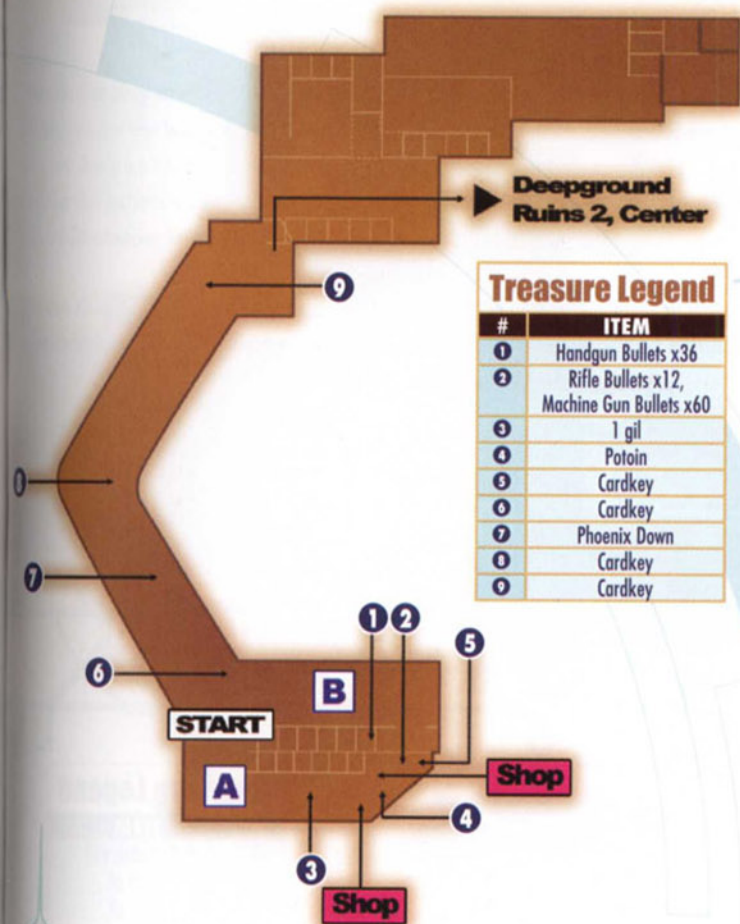 Deepground
Ruins 2, Center
9
Treasure Legend
# ITEM
1 Handgun Bullets x36
2 Rifle Bullets x12,
Machine Gun Bullets x60
3 1 gil
4 Potoin
5 Cardkey
6 Cardkey
7 Phoenix Down
8 Cardkey
9 Cardkey
8
7
1 2
5
6
B
START
A
Shop
4
3
Shop